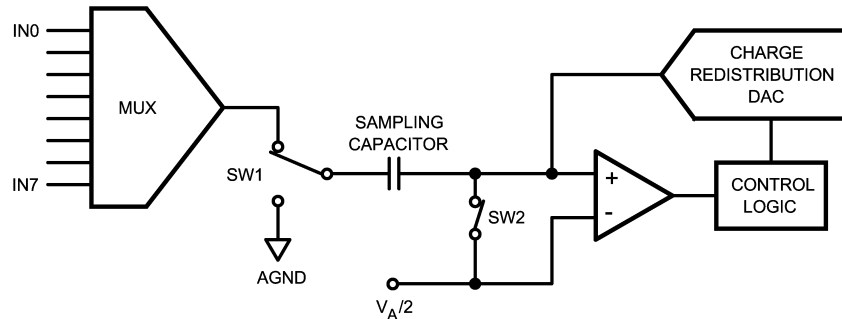 IN0
MUX
IN7
SW1
AGND
SAMPLING
CAPACITOR
SW2
V_A/2
+
-
CHARGE
REDISTRIBUTION
DAC
CONTROL
LOGIC